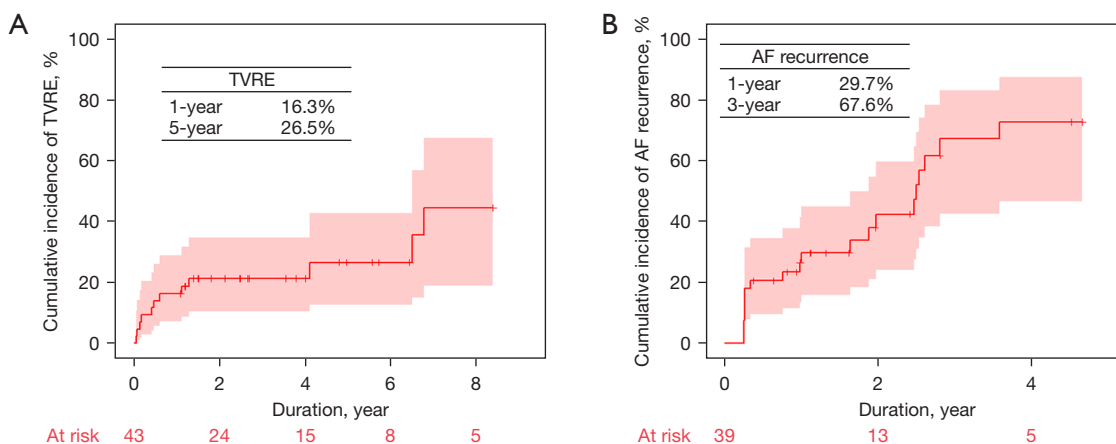 A
Cumulative incidence of TVRE, %
100
80
60
40
20
0
TVRE
1-year 16.3%
5-year 26.5%
0 2 4 6 8
Duration, year
At risk 43 24 15 8 5
B
Cumulative incidence of AF recurrence, %
100
80
60
40
20
0
AF recurrence
1-year 29.7%
3-year 67.6%
0 2 4
Duration, year
At risk 39 13 5